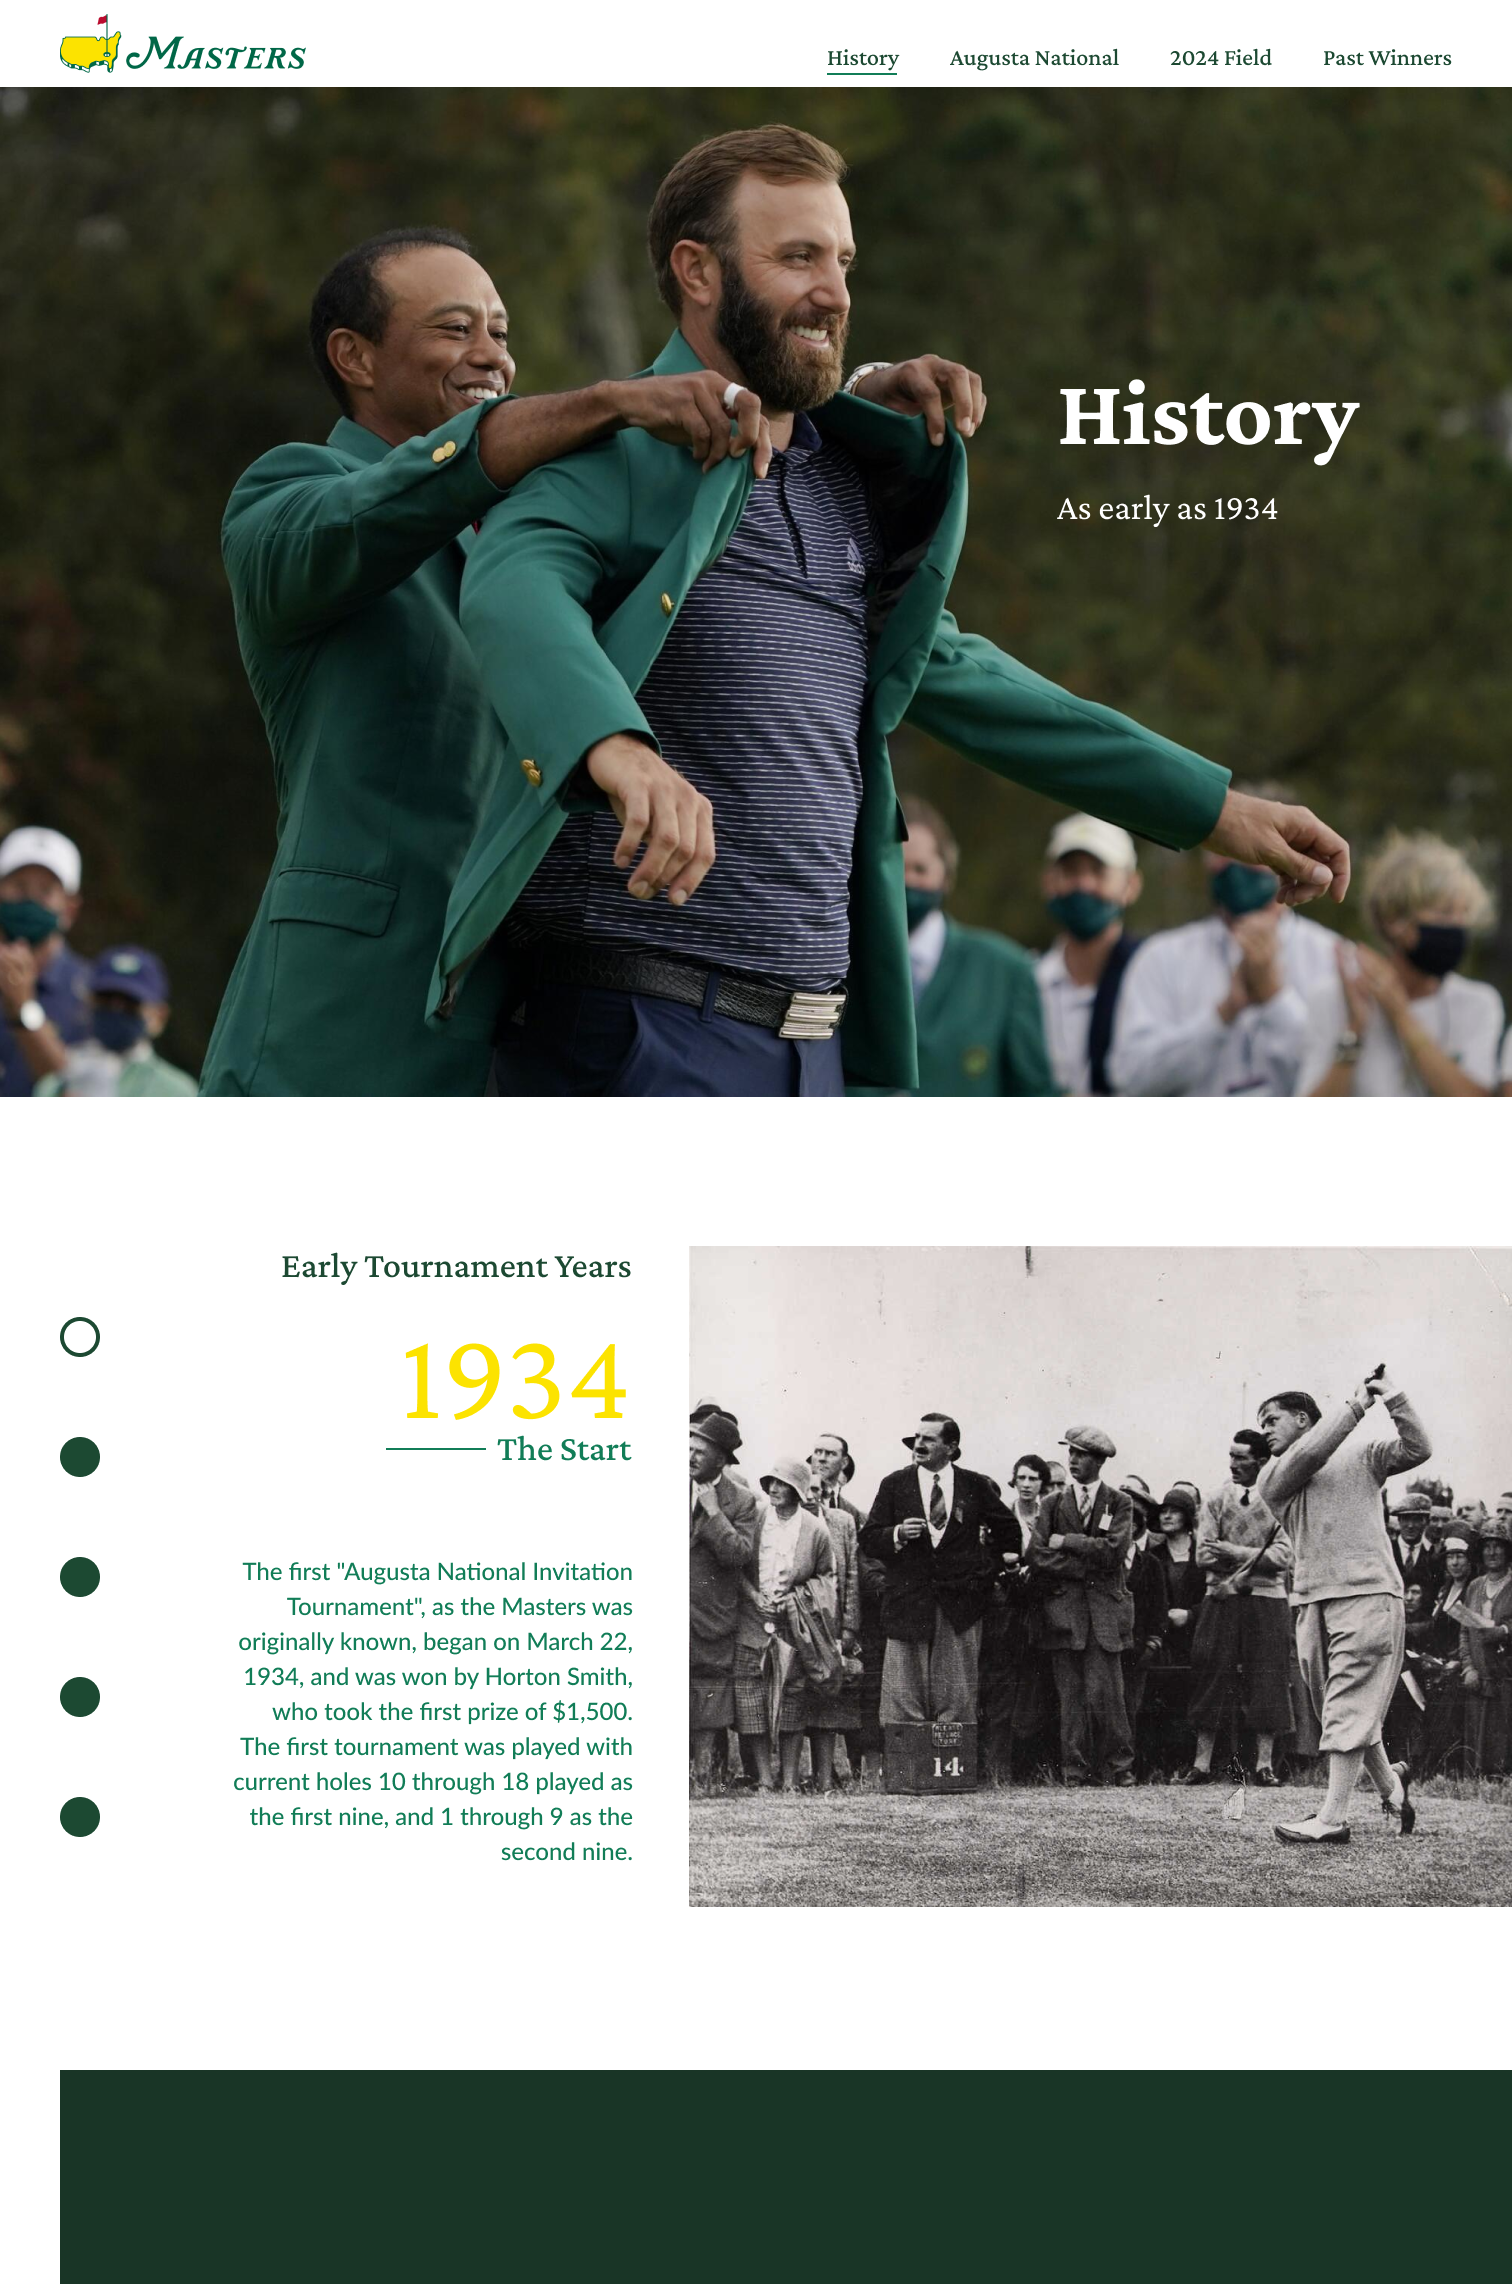 Masters
History
Augusta National
2024 Field
Past Winners
History
As early as 1934
Early Tournament Years
1934
The Start
The first "Augusta National Invitation
Tournament", as the Masters was
originally known, began on March 22,
1934, and was won by Horton Smith,
who took the first prize of $1,500.
The first tournament was played with
current holes 10 through 18 played as
the first nine, and 1 through 9 as the
second nine.
14